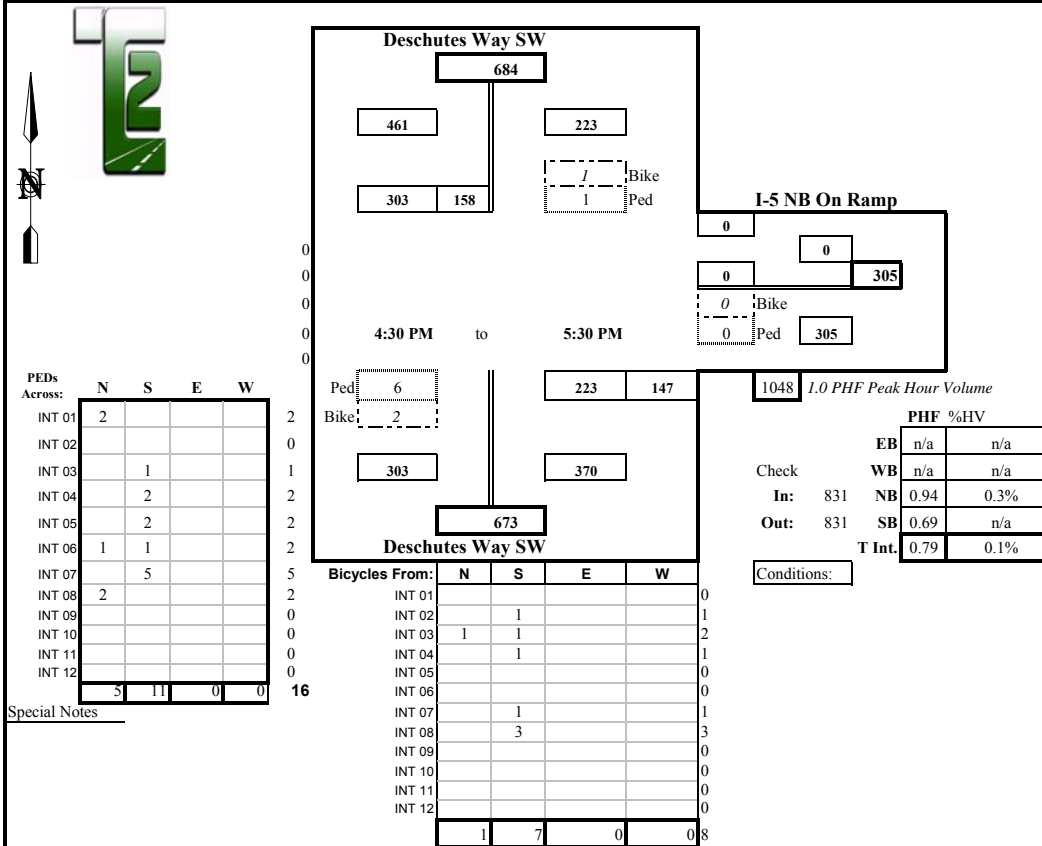 TE2
N
Deschutes Way SW
684
461 223
1 Bike
303 158 1 Ped
I-5 NB On Ramp
0
0 0
0 0 305
0 0 Bike
0 4:30 PM to 5:30 PM 0 Ped 305
0
Ped 6 223 147 1048 1.0 PHF Peak Hour Volume
Bike 2
303 370
673
Deschutes Way SW
PHF %HV
EB n/a n/a
Check WB n/a n/a
In: 831 NB 0.94 0.3%
Out: 831 SB 0.69 n/a
T Int. 0.79 0.1%
Conditions:
PEDs Across: N S E W
INT 01 2 2
INT 02 0
INT 03 1 1
INT 04 2 2
INT 05 2 2
INT 06 1 1 2
INT 07 5 5
INT 08 2 2
INT 09 0
INT 10 0
INT 11 0
INT 12 0
5 11 0 0 16
Special Notes
Bicycles From: N S E W
INT 01 0
INT 02 1 1
INT 03 1 1 2
INT 04 1 1
INT 05 0
INT 06 0
INT 07 1 1
INT 08 3 3
INT 09 0
INT 10 0
INT 11 0
INT 12 0
1 7 0 0 8